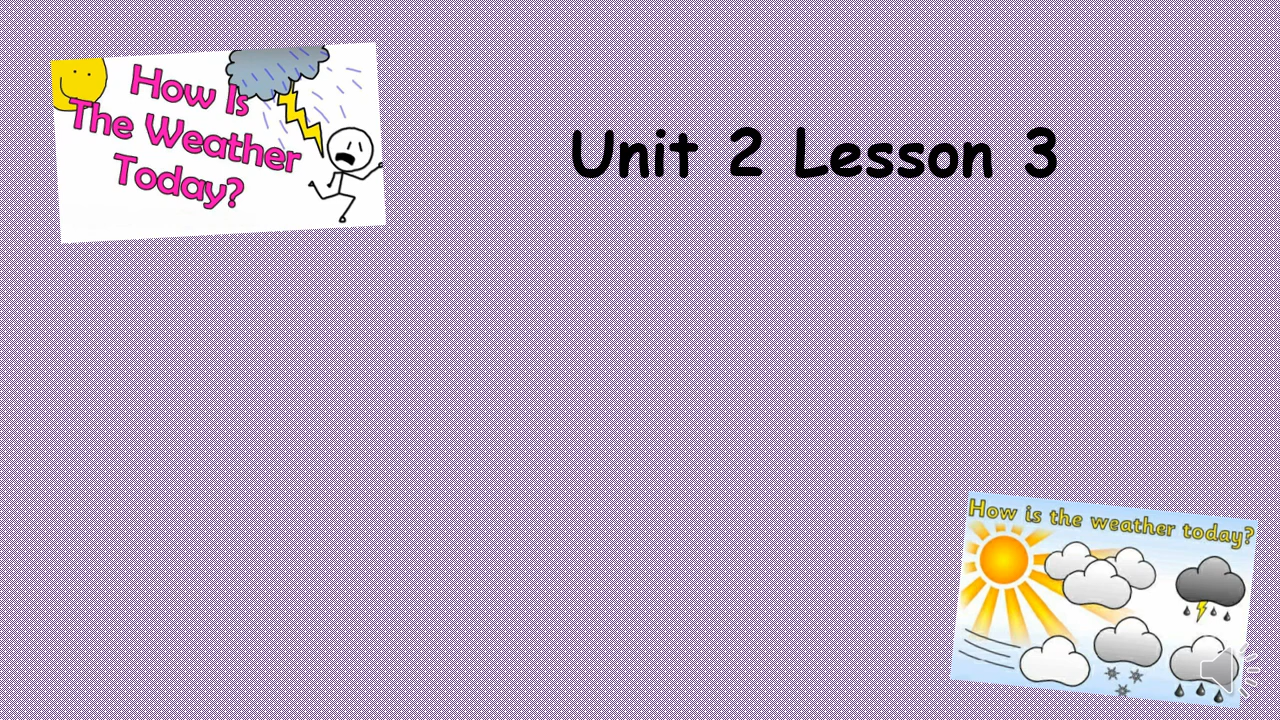 How Is
The Weather
Today?
Unit 2 Lesson 3
How is the weather today?